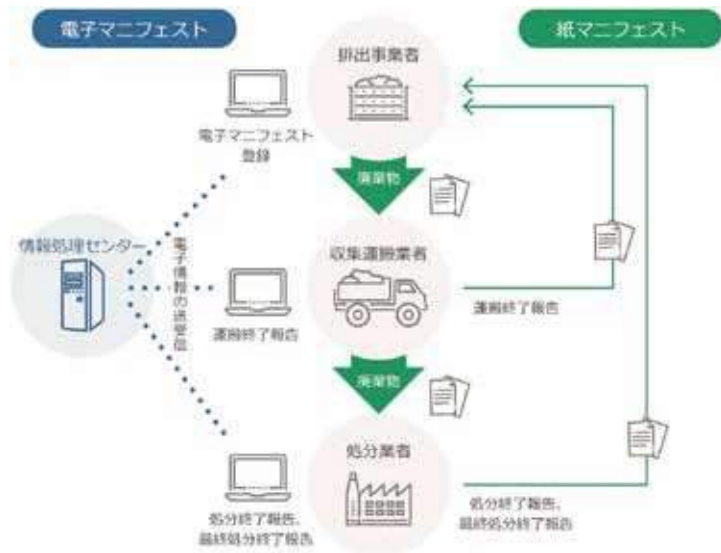 電子マニフェスト
紙マニフェスト
排出事業者
電子マニフェスト
登録
廃棄物
情報処理センター
電子情報の送受信
収集運搬業者
運搬終了報告
運搬終了報告
廃棄物
処分業者
処分終了報告、
最終処分終了報告
処分終了報告、
最終処分終了報告